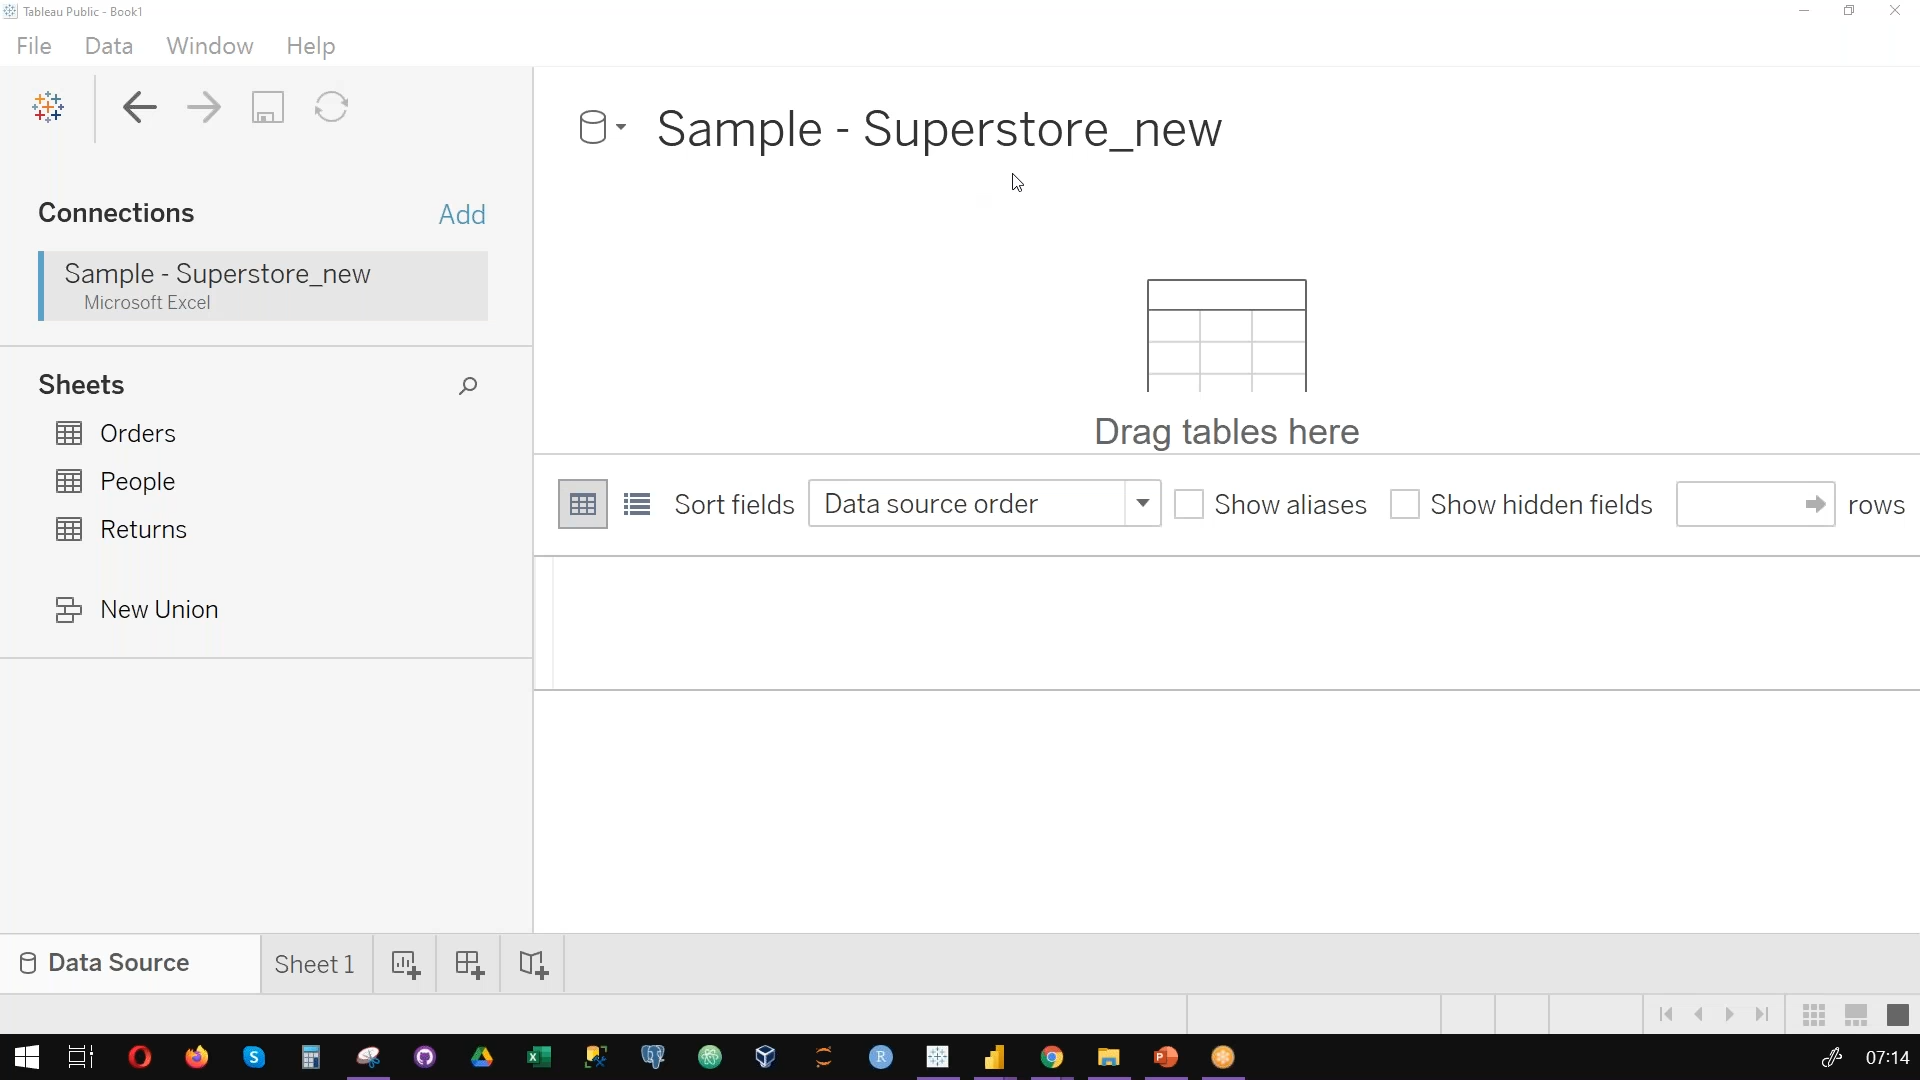 Tableau Public - Book1
File Data Window Help
Sample - Superstore_new
Connections Add
Sample - Superstore_new
Microsoft Excel
Sheets
Orders
People
Returns
New Union
Drag tables here
Sort fields Data source order Show aliases Show hidden fields rows
Data Source Sheet 1
07:14